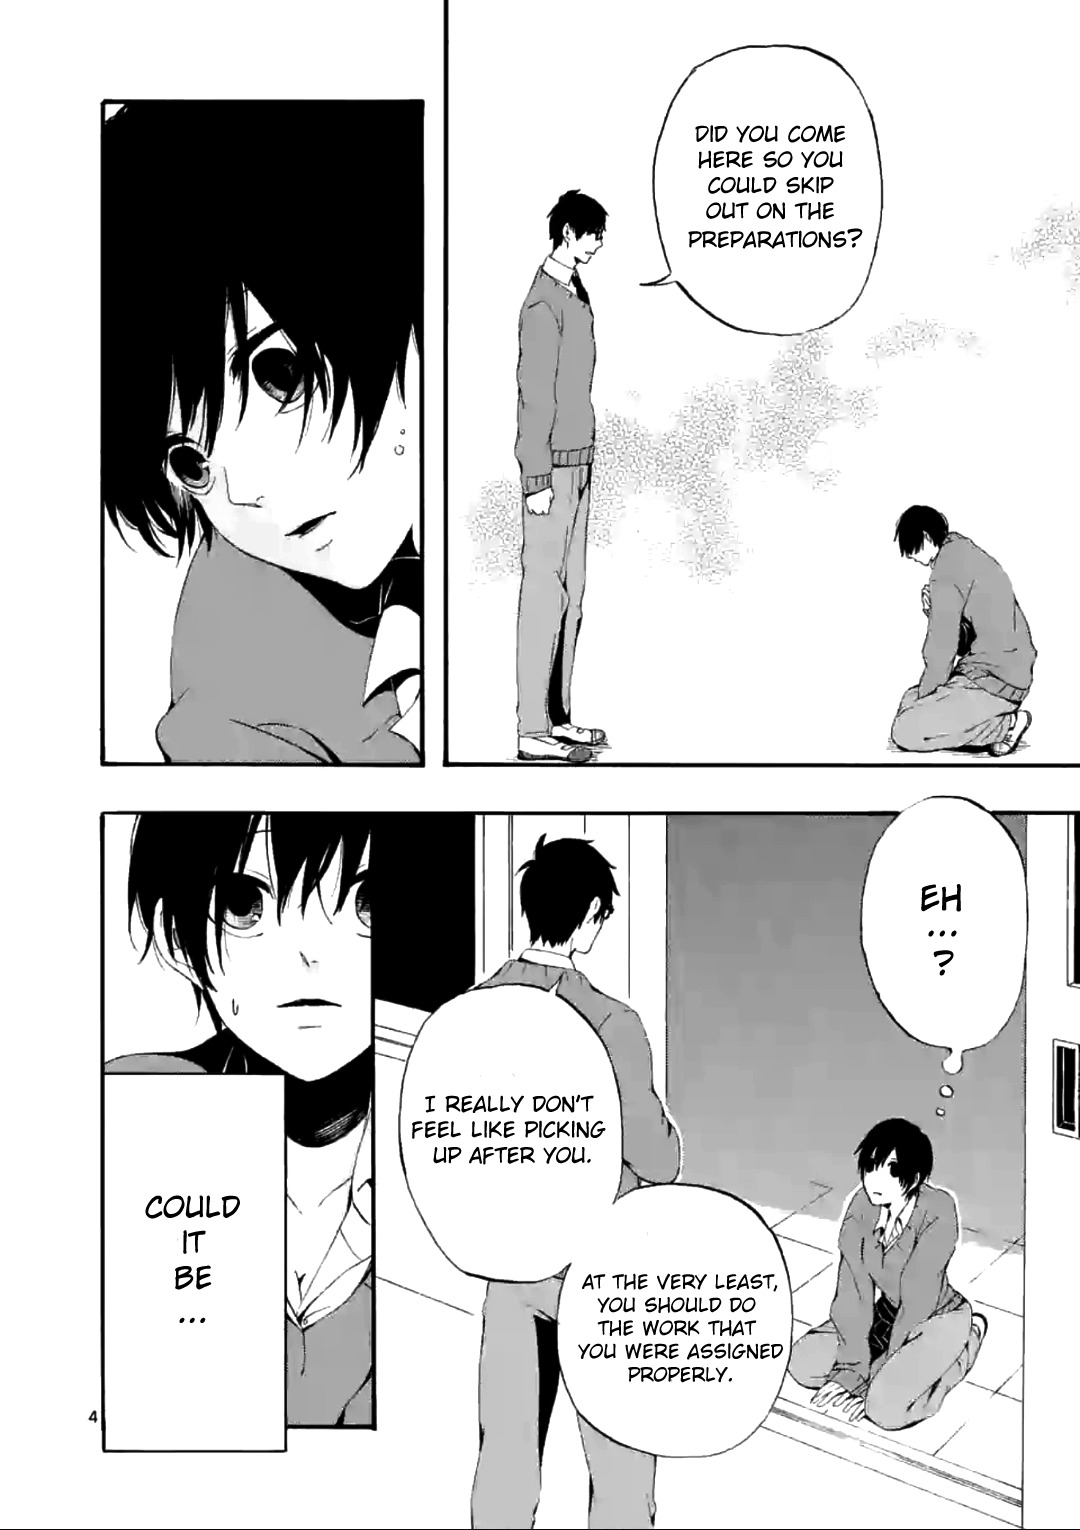 DID YOU COME
HERE SO YOU
COULD SKIP
OUT ON THE
PREPARATIONS?
EH
...
?
I REALLY DON'T
FEEL LIKE PICKING
UP AFTER YOU.
AT THE VERY LEAST,
YOU SHOULD DO
THE WORK THAT
YOU WERE ASSIGNED
PROPERLY.
COULD
IT
BE
...
4